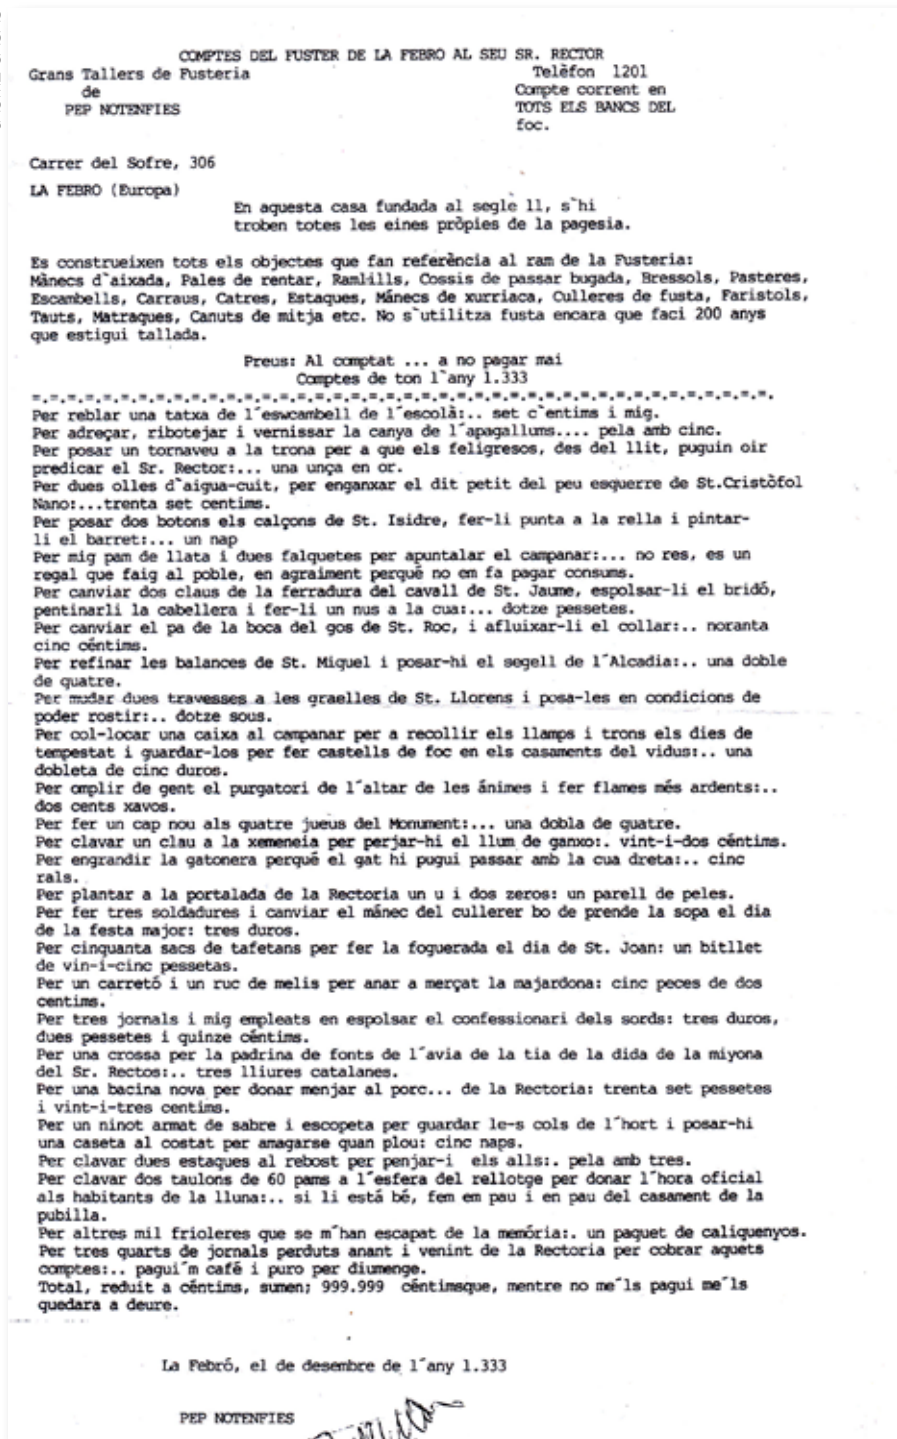 COMPTES DEL FUSTER DE LA FEBRO AL SEU SR. RECTOR
Grans Tallers de Fusteria
de
PEP NOTENFIES
Telèfon 1201
Compte corrent en
TOTS ELS BANCS DEL
foc.
Carrer del Sofre, 306
LA FEBRO (Europa)
En aquesta casa fundada al segle 11, s`hi
troben totes les eines pròpies de la pagesia.
Es construeixen tots els objectes que fan referència al ram de la Fusteria:
Mànecs d`aixada, Pales de rentar, Ramlills, Cossis de passar bugada, Bressols, Pasteres,
Escambells, Carraus, Catres, Estaques, Mánecs de xurriaca, Culleres de fusta, Faristols,
Tauts, Matraques, Canuts de mitja etc. No s`utilitza fusta encara que faci 200 anys
que estigui tallada.
Preus: Al comptat ... a no pagar mai
Comptes de ton l`any 1.333
=.=.=.=.=.=.=.=.=.=.=.=.=.=.=.=.=.=.=.=.=.=.=.=.=.=.=.=.=.=.=.=.=.=.=.=.=.
Per reblar una tatxa de l´eswcambell de l´escolà:.. set c`entims i mig.
Per adreçar, ribotejar i vernissar la canya de l´apagallums.... pela amb cinc.
Per posar un tornaveu a la trona per a que els feligresos, des del llit, puguin oir
predicar el Sr. Rector:... una unça en or.
Per dues olles d`aigua-cuit, per enganxar el dit petit del peu esquerre de St.Cristòfol
Nano:...trenta set centims.
Per posar dos botons els calçons de St. Isidre, fer-li punta a la rella i pintar-
li el barret:... un nap
Per mig pam de llata i dues falquetes per apuntalar el campanar:... no res, es un
regal que faig al poble, en agraiment perquè no em fa pagar consums.
Per canviar dos claus de la ferradura del cavall de St. Jaume, espolsar-li el bridó,
pentinarli la cabellera i fer-li un nus a la cua:... dotze pessetes.
Per canviar el pa de la boca del gos de St. Roc, i afluixar-li el collar:.. noranta
cinc céntims.
Per refinar les balances de St. Miquel i posar-hi el segell de l´Alcadia:.. una doble
de quatre.
Per mudar dues travesses a les graelles de St. Llorens i posa-les en condicions de
poder rostir:.. dotze sous.
Per col-locar una caixa al campanar per a recollir els llamps i trons els dies de
tempestat i guardar-los per fer castells de foc en els casaments del vidus:.. una
dobleta de cinc duros.
Per omplir de gent el purgatori de l´altar de les ánimes i fer flames més ardents:..
dos cents xavos.
Per fer un cap nou als quatre jueus del Monument:... una dobla de quatre.
Per clavar un clau a la xemeneia per perjar-hi el llum de ganxo:. vint-i-dos céntims.
Per engrandir la gatonera perquê el gat hi pugui passar amb la cua dreta:.. cinc
rals.
Per plantar a la portalada de la Rectoria un u i dos zeros: un parell de peles.
Per fer tres soldadures i canviar el mánec del cullerer bo de prende la sopa el dia
de la festa major: tres duros.
Per cinquanta sacs de tafetans per fer la foguerada el dia de St. Joan: un bitllet
de vin-i-cinc pessetas.
Per un carretó i un ruc de melis per anar a merçat la majardona: cinc peces de dos
centims.
Per tres jornals i mig empleats en espolsar el confessionari dels sords: tres duros,
dues pessetes i quinze céntims.
Per una crossa per la padrina de fonts de l´avia de la tia de la dida de la miyona
del Sr. Rectos:.. tres lliures catalanes.
Per una bacina nova per donar menjar al porc... de la Rectoria: trenta set pessetes
i vint-i-tres centims.
Per un ninot armat de sabre i escopeta per guardar le-s cols de l´hort i posar-hi
una caseta al costat per amagarse quan plou: cinc naps.
Per clavar dues estaques al rebost per penjar-i els alls:. pela amb tres.
Per clavar dos taulons de 60 pams a l´esfera del rellotge per donar l´hora oficial
als habitants de la lluna:.. si li está bé, fem em pau i en pau del casament de la
pubilla.
Per altres mil frioleres que se m´han escapat de la memória:. un paquet de caliquenyos.
Per tres quarts de jornals perduts anant i venint de la Rectoria per cobrar aquets
comptes:.. pagui´m café i puro per diumenge.
Total, reduit a céntims, sumen; 999.999 céntimsque, mentre no me´ls pagui me´ls
quedara a deure.
La Febró, el de desembre de l´any 1.333
PEP NOTENFIES